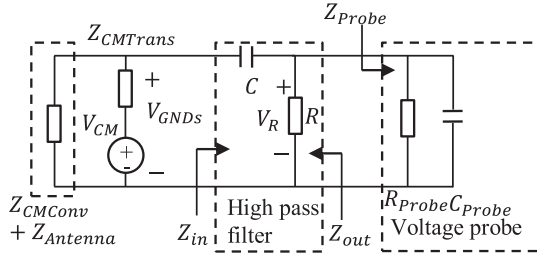 Z_Probe
Z_CMTrans
C
V_CM
V_GNDs
V_R
R
Z_CMConv
+ Z_Antenna
Z_in
High pass
filter
Z_out
R_Probe C_Probe
Voltage probe